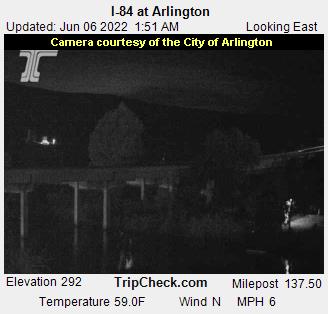 I-84 at Arlington
Updated: Jun 06 2022 1:51 AM Looking East
Camera courtesy of the City of Arlington
Elevation 292 TripCheck.com Milepost 137.50
Temperature 59.0F Wind N MPH 6